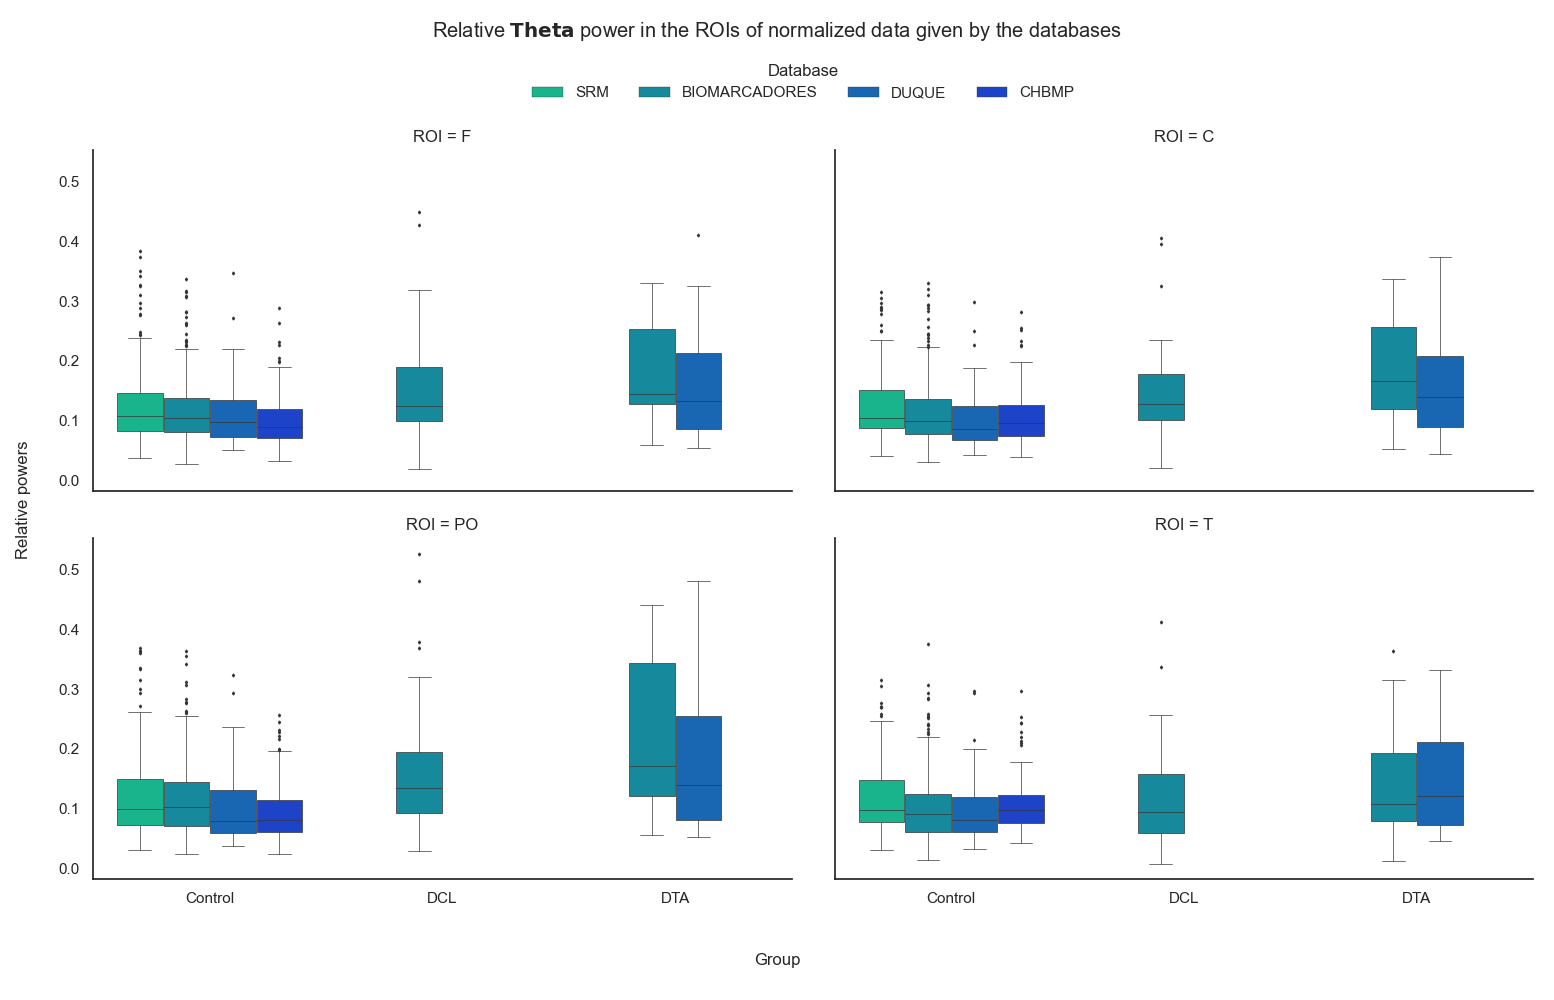 Relative Theta power in the ROIs of normalized data given by the databases
Database
SRM BIOMARCADORES DUQUE CHBMP
ROI = F
ROI = C
0.5
0.4
0.3
0.2
0.1
0.0
Relative powers
ROI = PO
ROI = T
0.5
0.4
0.3
0.2
0.1
0.0
Control DCL DTA
Control DCL DTA
Group